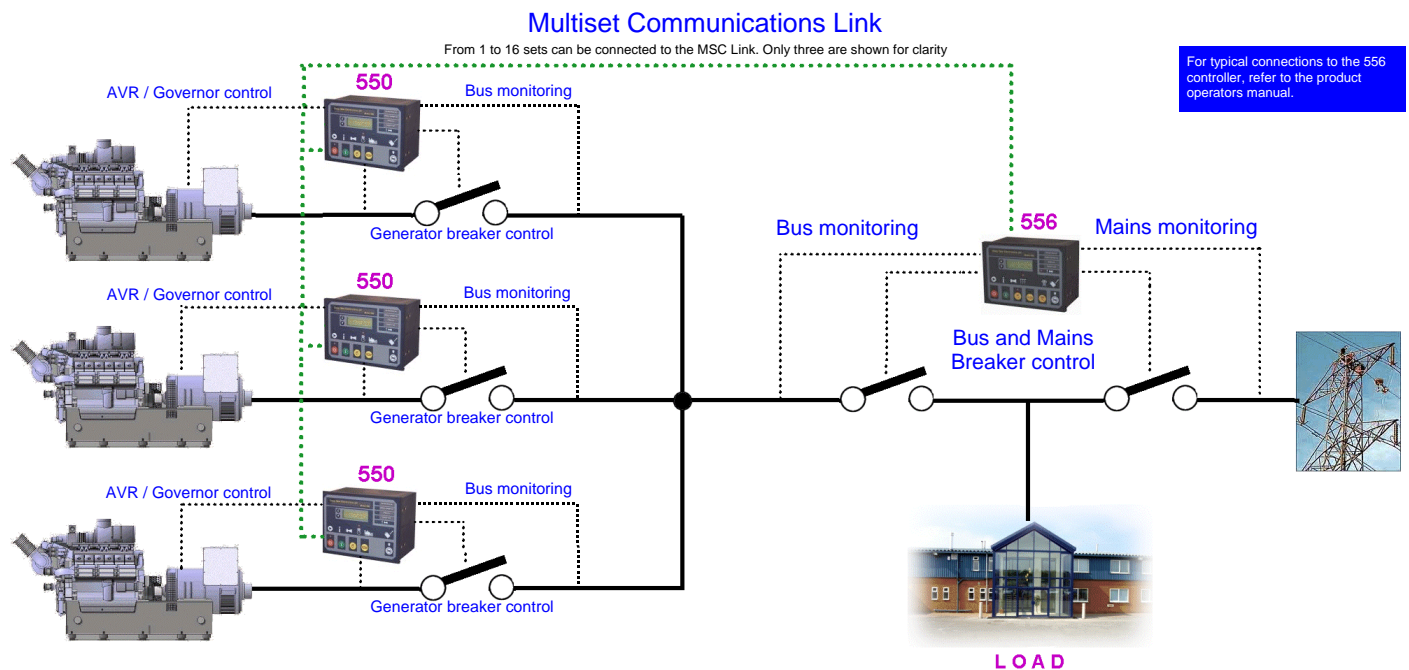 Multiset Communications Link
From 1 to 16 sets can be connected to the MSC Link. Only three are shown for clarity
For typical connections to the 556
controller, refer to the product
operators manual.
AVR / Governor control
550
Bus monitoring
Generator breaker control
Bus monitoring
556
Mains monitoring
AVR / Governor control
550
Bus monitoring
Bus and Mains
Breaker control
Generator breaker control
AVR / Governor control
550
Bus monitoring
Generator breaker control
LOAD